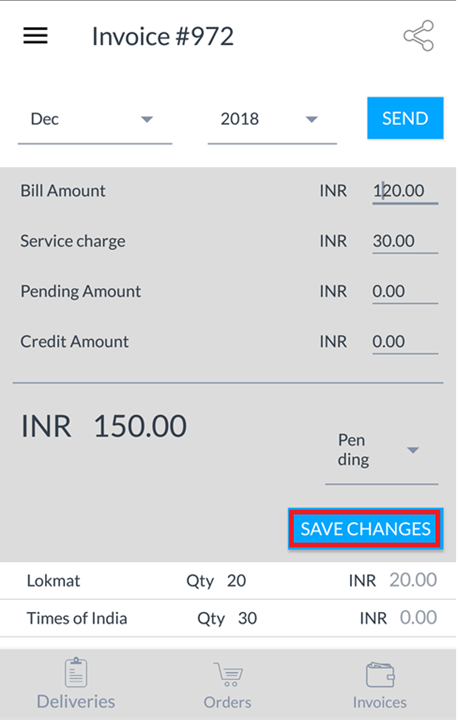 Invoice #972
Dec 2018 SEND
Bill Amount INR 120.00
Service charge INR 30.00
Pending Amount INR 0.00
Credit Amount INR 0.00
INR 150.00
Pen
ding
SAVE CHANGES
Lokmat Qty 20 INR 20.00
Times of India Qty 30 INR 0.00
Deliveries Orders Invoices